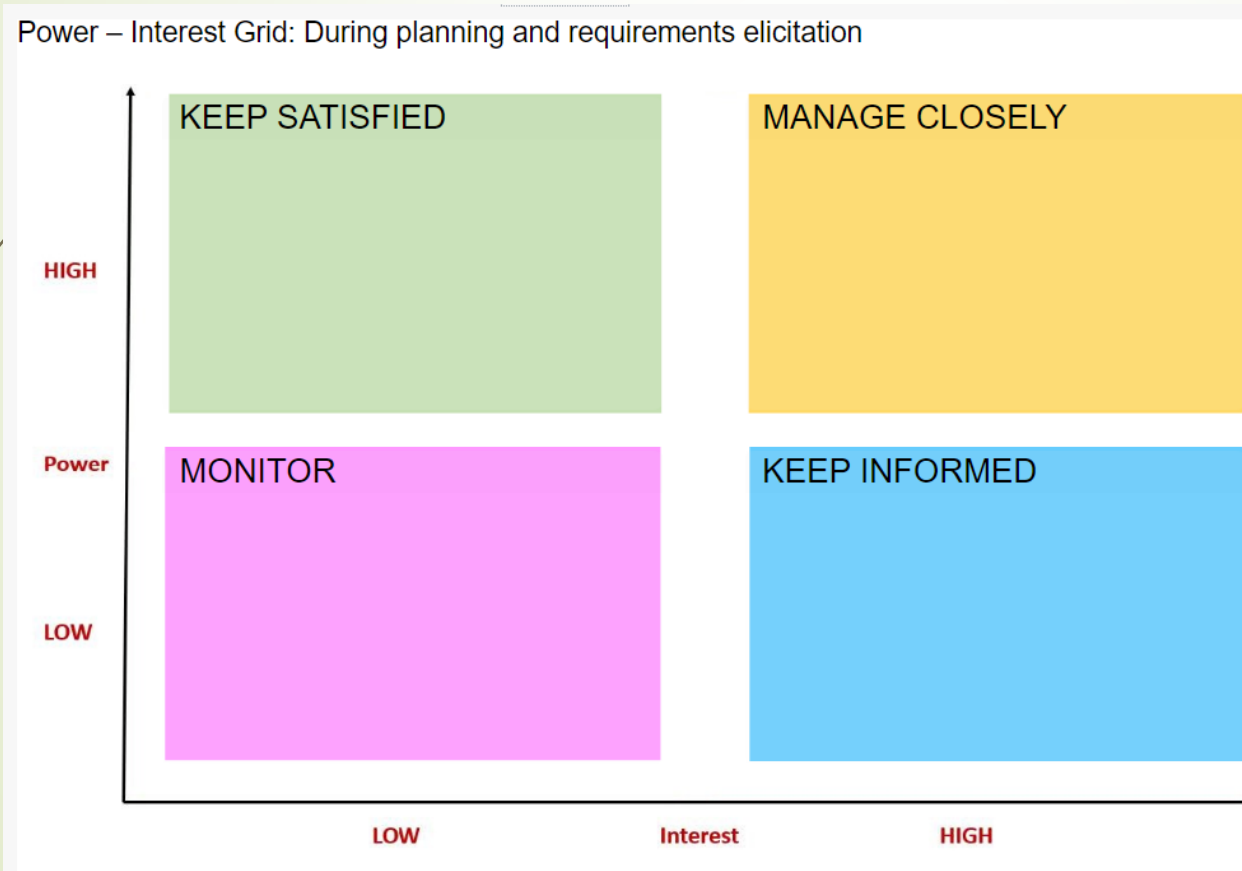 Power – Interest Grid: During planning and requirements elicitation
KEEP SATISFIED
MANAGE CLOSELY
HIGH
Power
MONITOR
KEEP INFORMED
LOW
LOW
Interest
HIGH